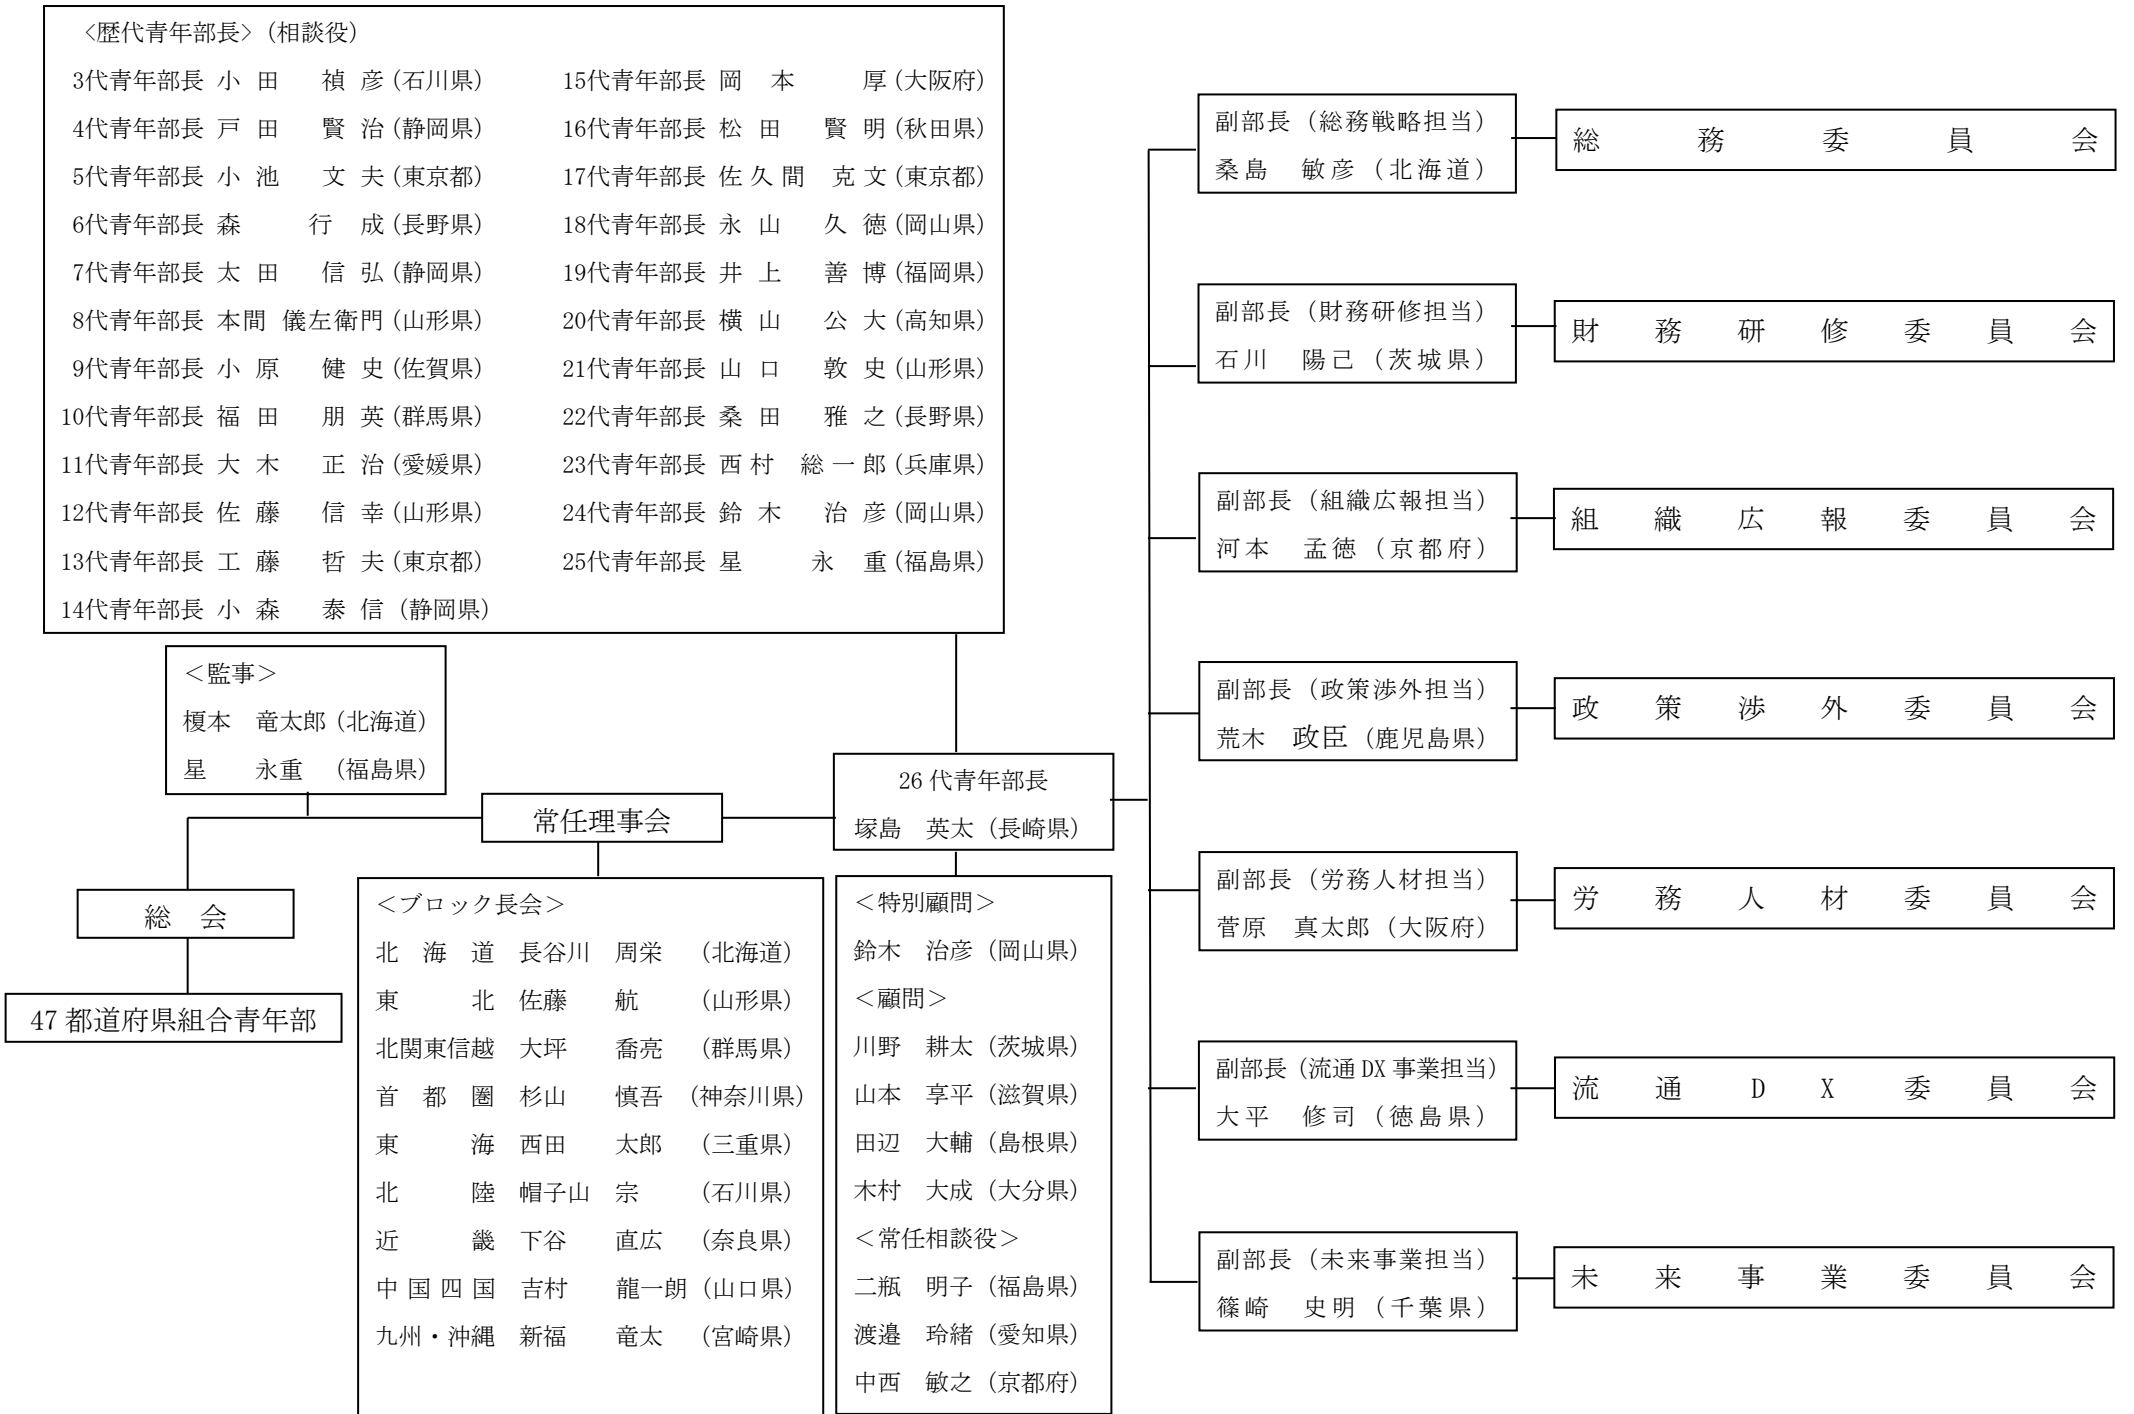 <歴代青年部長> (相談役)
3代青年部長 小田 禎彦 (石川県)
4代青年部長 戸田 賢治 (静岡県)
5代青年部長 小池 文夫 (東京都)
6代青年部長 森 行成 (長野県)
7代青年部長 太田 信弘 (静岡県)
8代青年部長 本間 儀左衛門 (山形県)
9代青年部長 小原 健史 (佐賀県)
10代青年部長 福田 朋英 (群馬県)
11代青年部長 大木 正治 (愛媛県)
12代青年部長 佐藤 信幸 (山形県)
13代青年部長 工藤 哲夫 (東京都)
14代青年部長 小森 泰信 (静岡県)
15代青年部長 岡本 厚 (大阪府)
16代青年部長 松田 賢明 (秋田県)
17代青年部長 佐久間 克文 (東京都)
18代青年部長 永山 久徳 (岡山県)
19代青年部長 井上 善博 (福岡県)
20代青年部長 横山 公大 (高知県)
21代青年部長 山口 敦史 (山形県)
22代青年部長 桑田 雅之 (長野県)
23代青年部長 西村 総一郎 (兵庫県)
24代青年部長 鈴木 治彦 (岡山県)
25代青年部長 星 永重 (福島県)
＜監事＞
榎本 竜太郎 (北海道)
星 永重 (福島県)
常任理事会
総 会
47 都道府県組合青年部
26 代青年部長
塚島 英太 (長崎県)
＜ブロック長会＞
北海道 長谷川 周栄 (北海道)
東北 佐藤 航 (山形県)
北関東信越 大坪 喬亮 (群馬県)
首都圏 杉山 慎吾 (神奈川県)
東海 西田 太郎 (三重県)
北陸 帽子山 宗 (石川県)
近畿 下谷 直広 (奈良県)
中国四国 吉村 龍一朗 (山口県)
九州・沖縄 新福 竜太 (宮崎県)
＜特別顧問＞
鈴木 治彦 (岡山県)
＜顧問＞
川野 耕太 (茨城県)
山本 享平 (滋賀県)
田辺 大輔 (島根県)
木村 大成 (大分県)
＜常任相談役＞
二瓶 明子 (福島県)
渡邉 玲緒 (愛知県)
中西 敏之 (京都府)
副部長 (総務戦略担当)
桑島 敏彦 (北海道)
総務委員会
副部長 (財務研修担当)
石川 陽己 (茨城県)
財務研修委員会
副部長 (組織広報担当)
河本 孟徳 (京都府)
組織広報委員会
副部長 (政策渉外担当)
荒木 政臣 (鹿児島県)
政策渉外委員会
副部長 (労務人材担当)
菅原 真太郎 (大阪府)
労務人材委員会
副部長 (流通 DX 事業担当)
大平 修司 (徳島県)
流通DX委員会
副部長 (未来事業担当)
篠崎 史明 (千葉県)
未来事業委員会